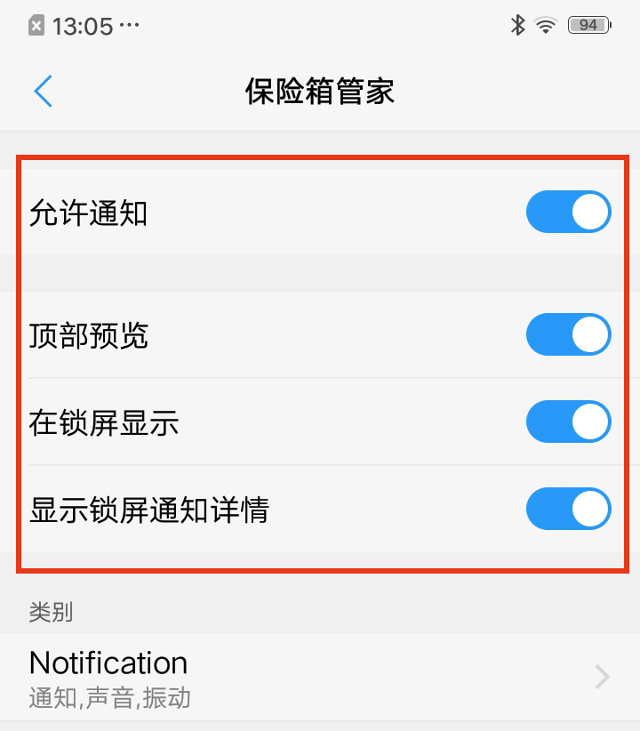 13:05 ···
94
保险箱管家
允许通知
顶部预览
在锁屏显示
显示锁屏通知详情
类别
Notification
通知,声音,振动